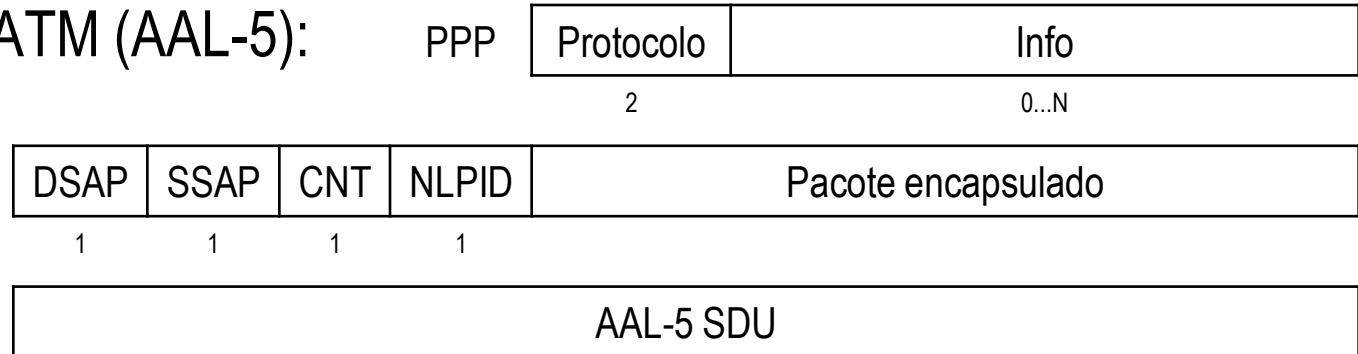 ATM (AAL-5): PPP Protocolo Info
2 0...N
DSAP SSAP CNT NLPID Pacote encapsulado
1 1 1 1
AAL-5 SDU